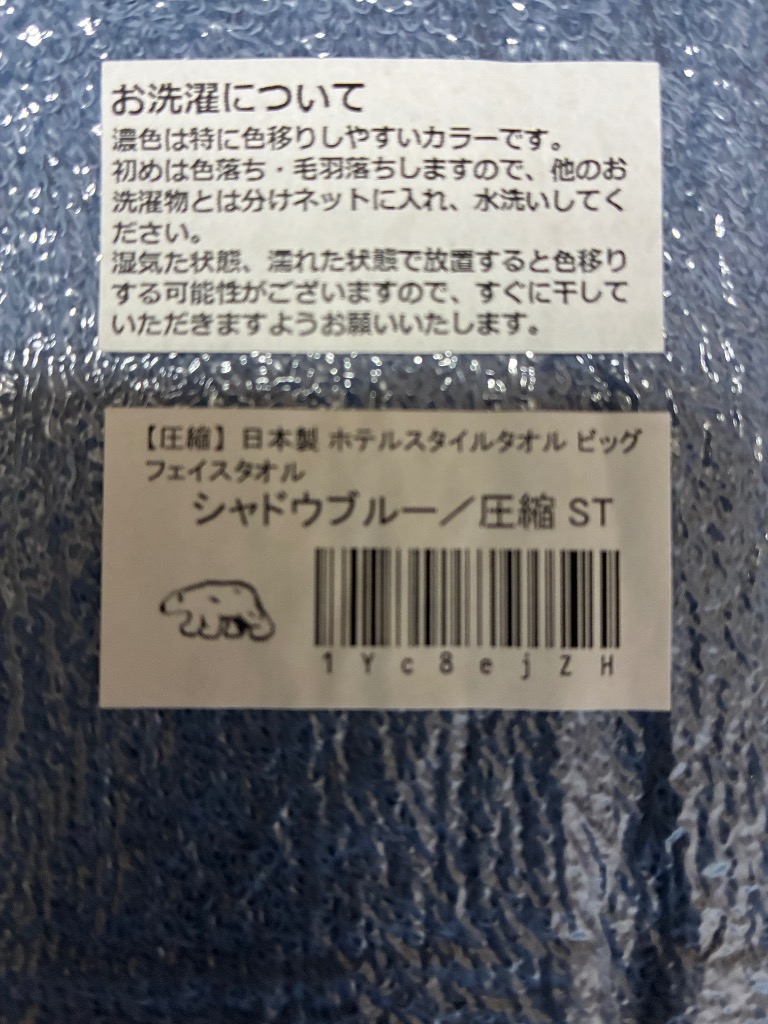 お洗濯について
濃色は特に色移りしやすいカラーです。
初めは色落ち・毛羽落ちしますので、他のお
洗濯物とは分けネットに入れ、水洗いしてく
ださい。
湿気た状態、濡れた状態で放置すると色移り
する可能性がございますので、すぐに干して
いただきますようお願いいたします。
【圧縮】日本製 ホテルスタイルタオル ビッグ
フェイスタオル
シャドウブルー／圧縮 ST
1Yc8ejZH